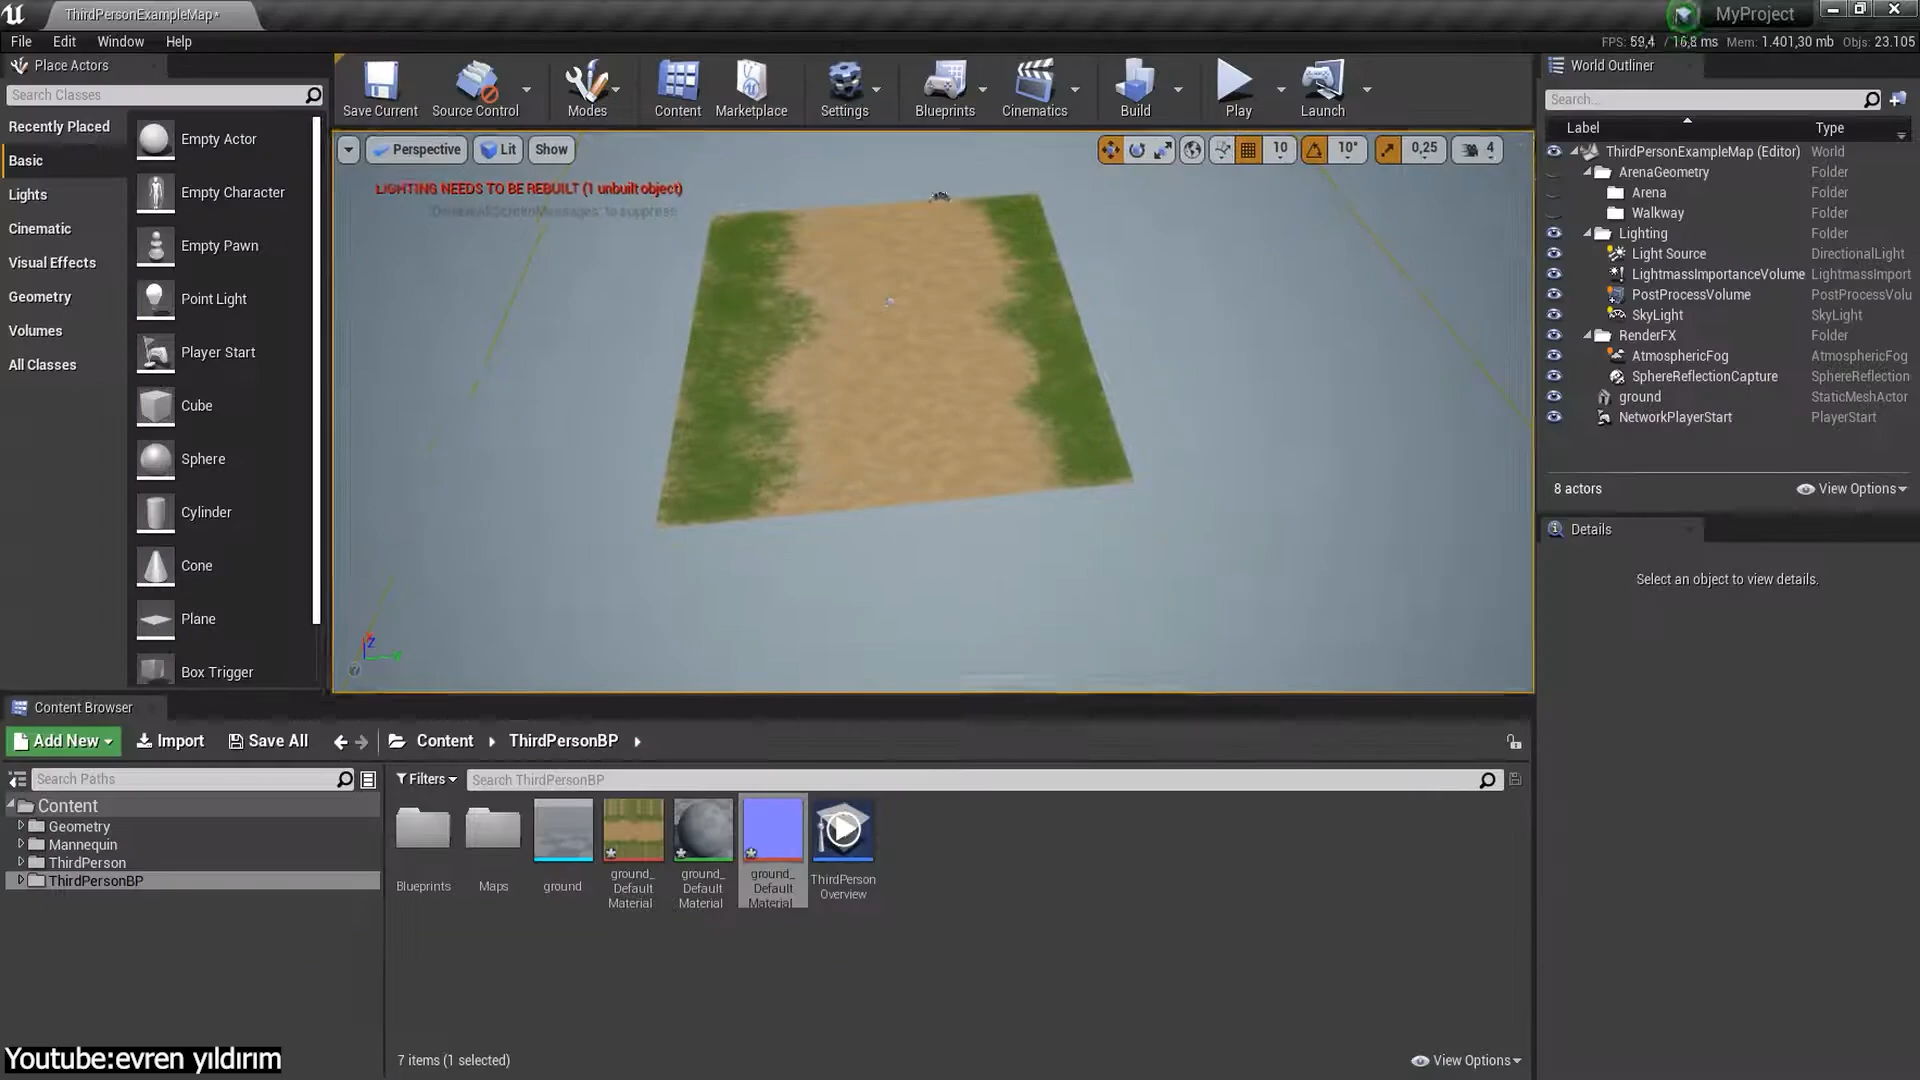 ThirdPersonExampleMap*
MyProject
File Edit Window Help
FPS: 59,4 / 16,8 ms Mem: 1.401,30 mb Objs: 23.105
Place Actors
Search Classes
Recently Placed
Basic
Lights
Cinematic
Visual Effects
Geometry
Volumes
All Classes
Empty Actor
Empty Character
Empty Pawn
Point Light
Player Start
Cube
Sphere
Cylinder
Cone
Plane
Box Trigger
Save Current
Source Control
Modes
Content
Marketplace
Settings
Blueprints
Cinematics
Build
Play
Launch
Perspective Lit Show
10 10° 0,25 4
LIGHTING NEEDS TO BE REBUILT (1 unbuilt object)
'DisableAllScreenMessages' to suppress
Z
World Outliner
Search...
Label Type
ThirdPersonExampleMap (Editor) World
ArenaGeometry Folder
Arena Folder
Walkway Folder
Lighting Folder
Light Source DirectionalLight
LightmassImportanceVolume LightmassImport
PostProcessVolume PostProcessVolu
SkyLight SkyLight
RenderFX Folder
AtmosphericFog AtmosphericFog
SphereReflectionCapture SphereReflection
ground StaticMeshActor
NetworkPlayerStart PlayerStart
8 actors View Options
Details
Select an object to view details.
Content Browser
Add New Import Save All Content ThirdPersonBP
Search Paths
Content
Geometry
Mannequin
ThirdPerson
ThirdPersonBP
Filters Search ThirdPersonBP
Blueprints
Maps
ground
ground_
Default
Material
ground_
Default
Material
ground_
Default
Material
ThirdPerson
Overview
7 items (1 selected)
View Options
Youtube:evren yıldırım